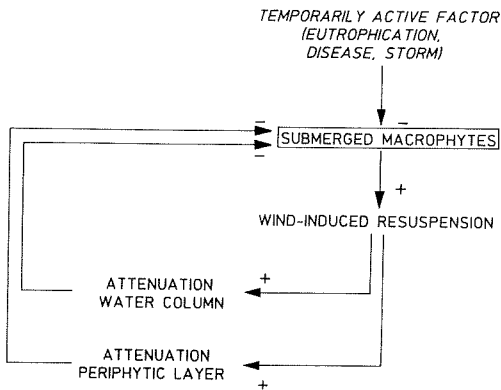 TEMPORARILY ACTIVE FACTOR
(EUTROPHICATION,
DISEASE, STORM)
−
−
SUBMERGED MACROPHYTES
−
+
WIND-INDUCED RESUSPENSION
+
ATTENUATION
WATER COLUMN
ATTENUATION
PERIPHYTIC LAYER
+